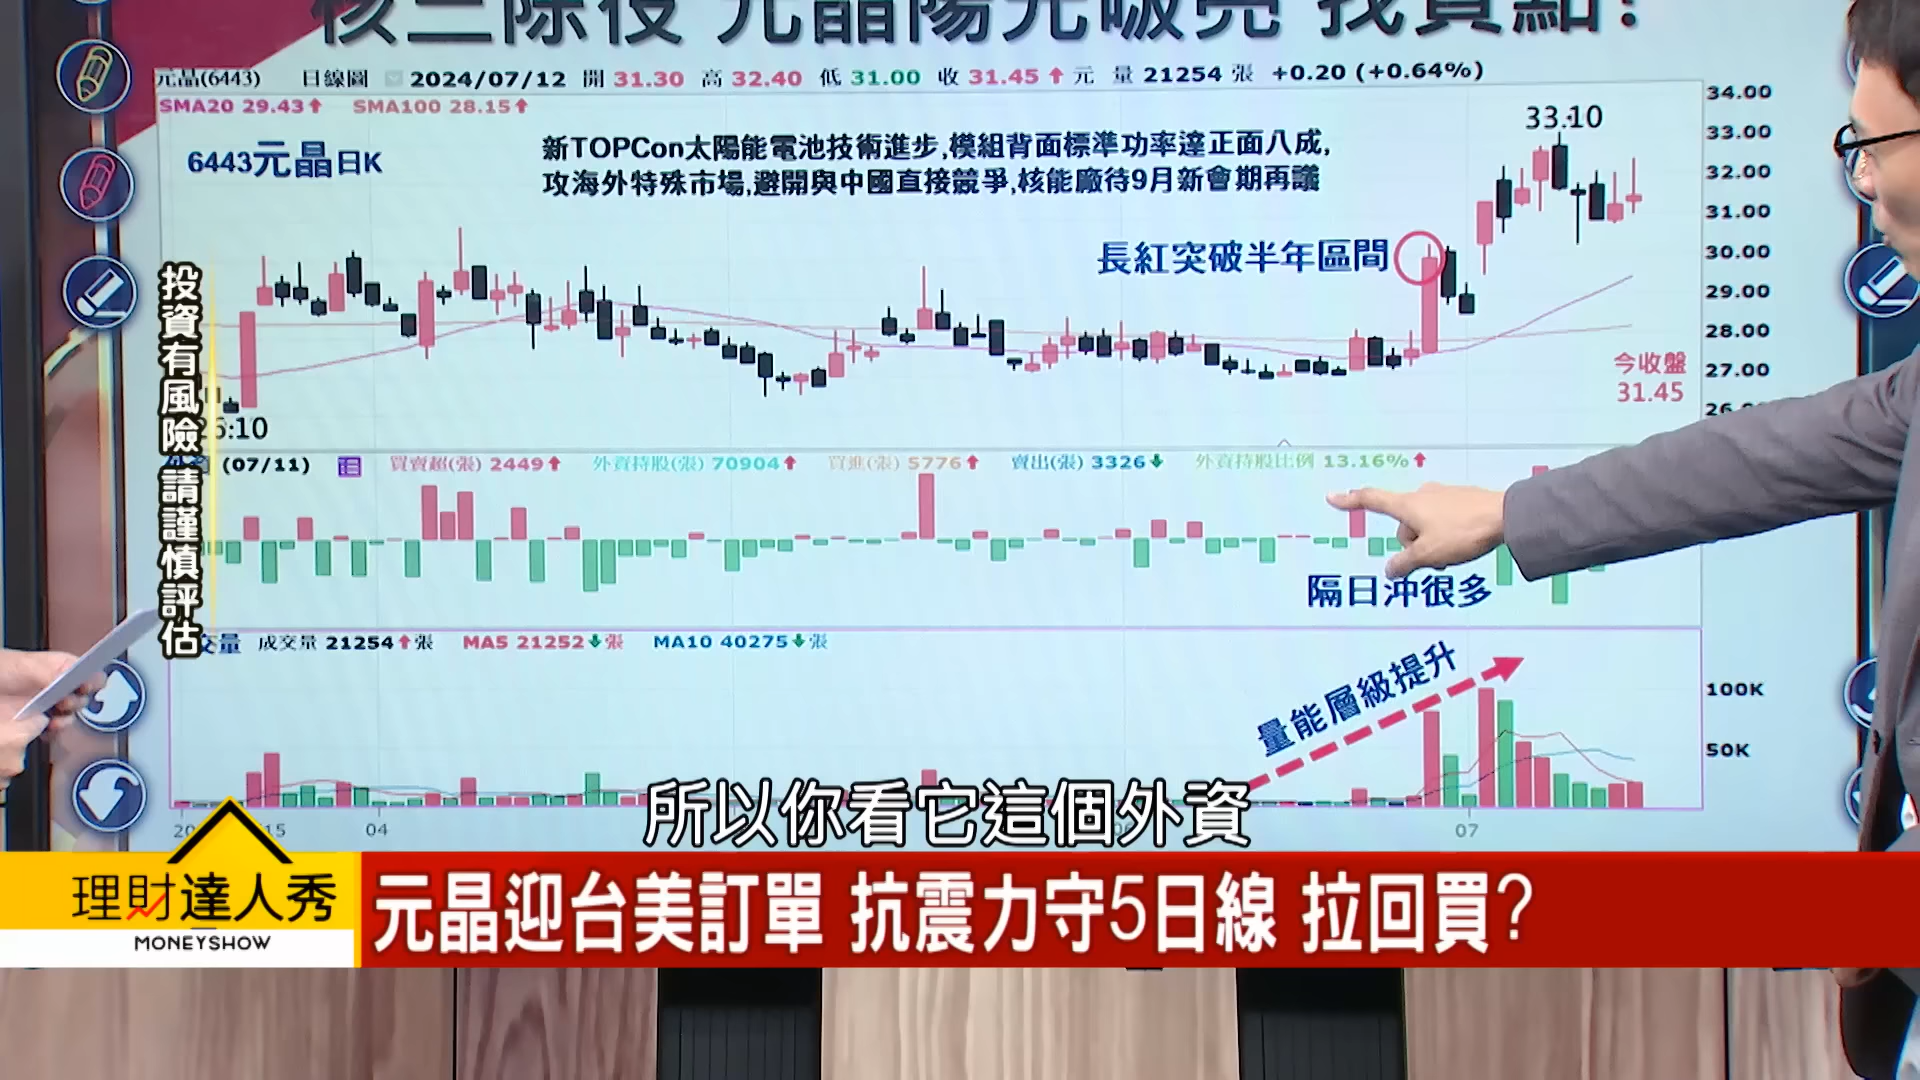 核三除役 元晶陽光啵亮 找買點?
元晶(6443) 日線圖 2024/07/12 開 31.30 高 32.40 低 31.00 收 31.45↑ 元 量 21254 張 +0.20 (+0.64%)
SMA20 29.43↑ SMA100 28.15↑
34.00
33.00
32.00
31.00
30.00
29.00
28.00
27.00
6443元晶日K
新TOPCon太陽能電池技術進步,模組背面標準功率達正面八成,
攻海外特殊市場,避開與中國直接競爭,核能廠待9月新會期再議
33.10
長紅突破半年區間
今收盤
31.45
投資有風險 請謹慎評估
(07/11) 買賣超(張) 2449↑ 外資持股(張) 70904↑ 買進(張) 5776↑ 賣出(張) 3326↓ 外資持股比例 13.16%↑
隔日沖很多
交量 成交量 21254↑張 MA5 21252↓張 MA10 40275↓張
量能層級提升
100K
50K
15
04
07
所以你看它這個外資
理財達人秀
MONEYSHOW
元晶迎台美訂單 抗震力守5日線 拉回買?